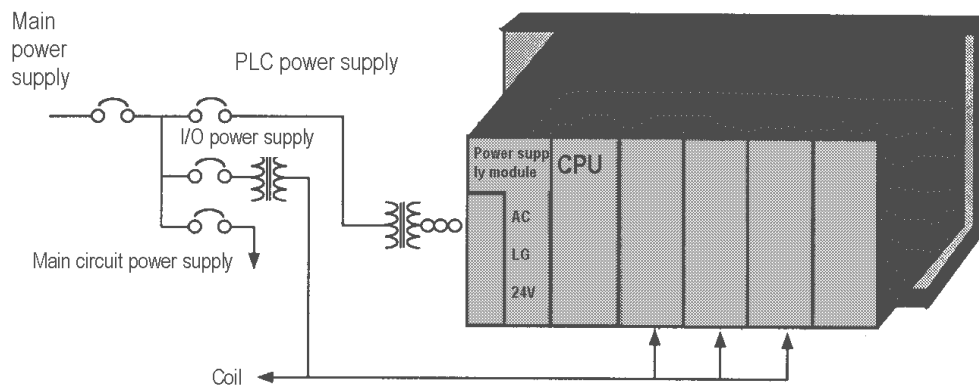 Main
power
supply
PLC power supply
I/O power supply
Main circuit power supply
Coil
Power supp
ly module
CPU
AC
LG
24V